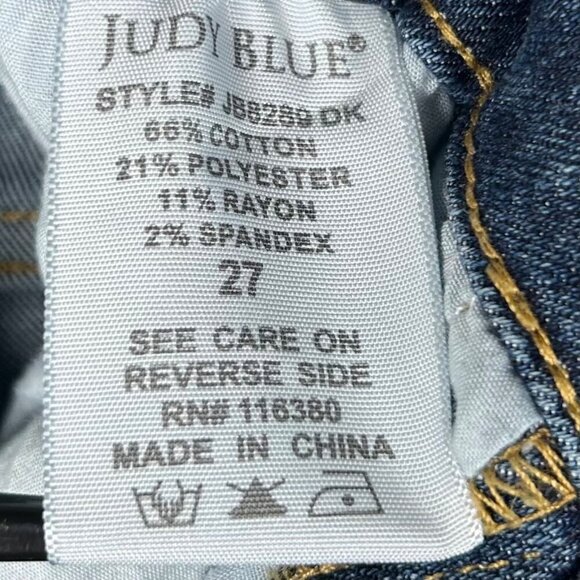 JUDY BLUE®
STYLE# JB8289 DK
66% COTTON
21% POLYESTER
11% RAYON
2% SPANDEX
27
SEE CARE ON
REVERSE SIDE
RN# 116380
MADE IN CHINA